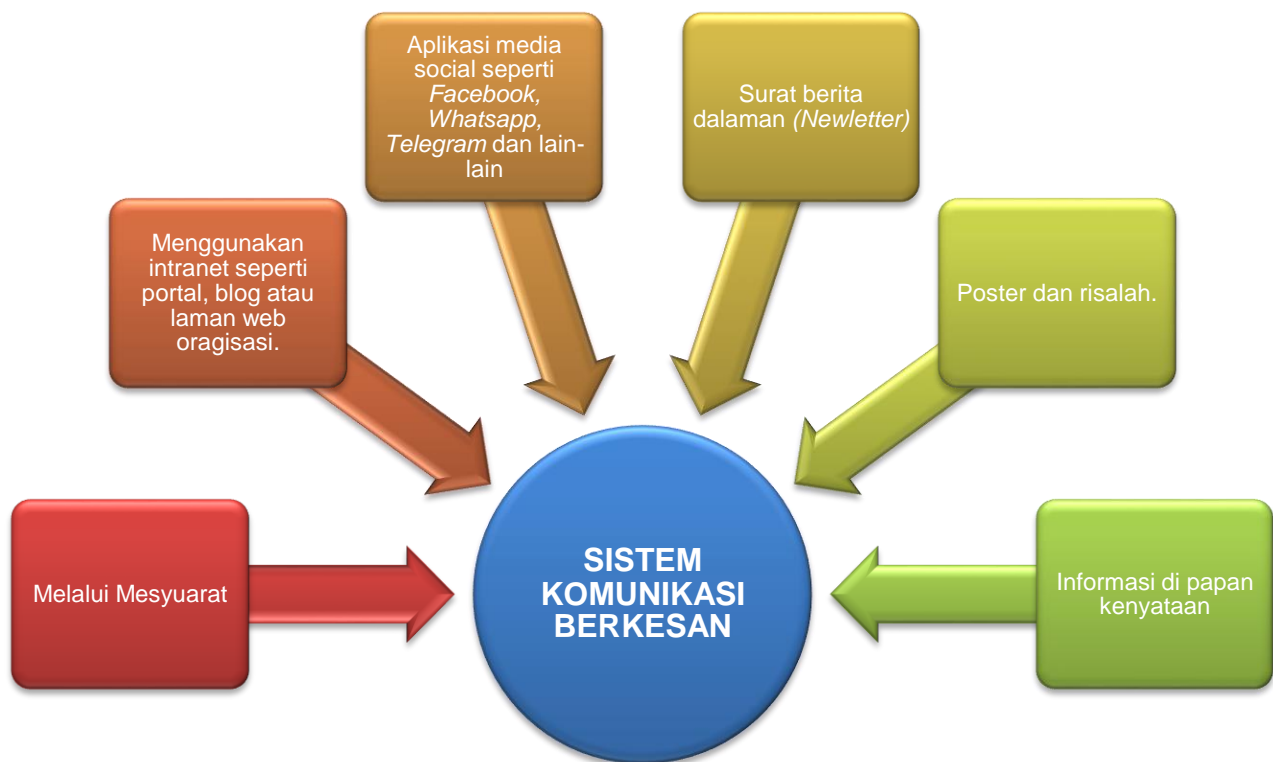 Aplikasi media
social seperti
Facebook,
Whatsapp,
Telegram dan lain-
lain
Surat berita
dalaman (Newletter)
Menggunakan
intranet seperti
portal, blog atau
laman web
oragisasi.
Poster dan risalah.
Melalui Mesyuarat
SISTEM
KOMUNIKASI
BERKESAN
Informasi di papan
kenyataan